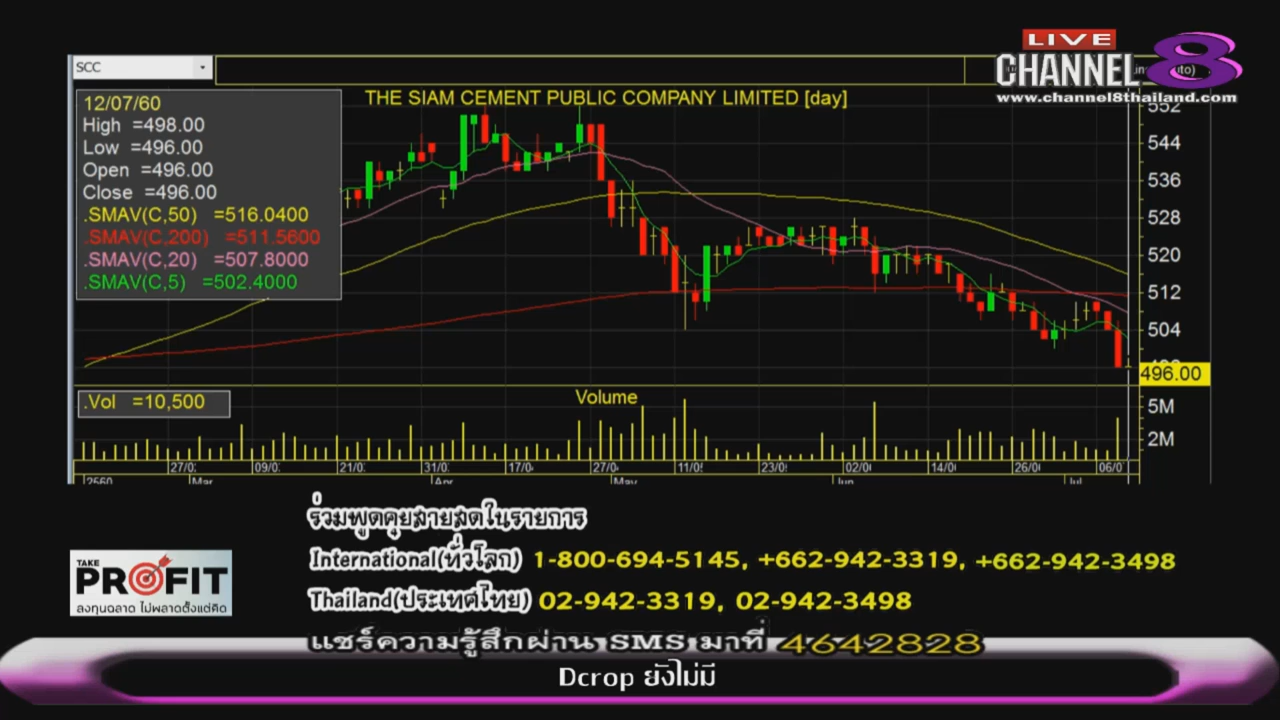 LIVE
CHANNEL 8
www.channel8thailand.com
SCC
THE SIAM CEMENT PUBLIC COMPANY LIMITED [day]
12/07/60
High =498.00
Low =496.00
Open =496.00
Close =496.00
.SMAV(C,50) =516.0400
.SMAV(C,200) =511.5600
.SMAV(C,20) =507.8000
.SMAV(C,5) =502.4000
552
544
536
528
520
512
504
496.00
.Vol =10,500
Volume
5M
2M
27/0 09/0 21/0 31/0 17/0 27/0 11/0 23/0 02/0 14/0 26/0 06/0
2560 Mar Apr May Jun Jul
ร่วมพูดคุยสายสดในรายการ
International(ทั่วโลก) 1-800-694-5145, +662-942-3319, +662-942-3498
Thailand(ประเทศไทย) 02-942-3319, 02-942-3498
TAKE
PROFIT
ลงทุนฉลาด ไม่พลาดตั้งแต่คิด
แชร์ความรู้สึกผ่าน SMS มาที่ 4642828
Dcrop ยังไม่มี